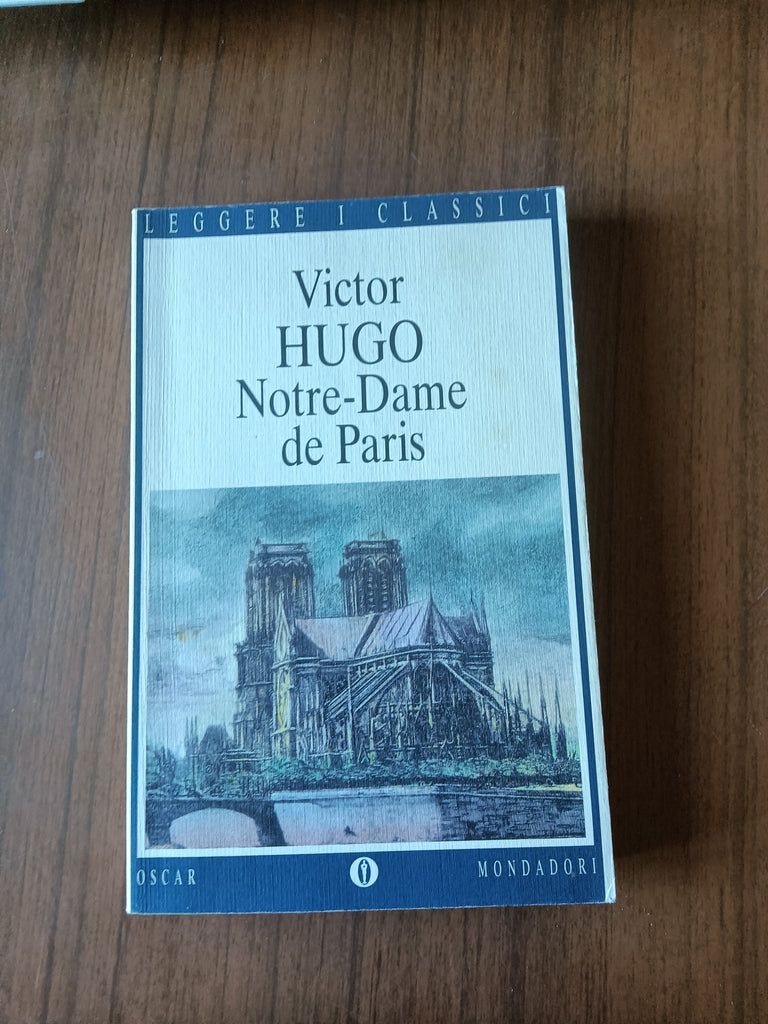 LEGGERE I CLASSICI
Victor
HUGO
Notre-Dame
de Paris
OSCAR MONDADORI